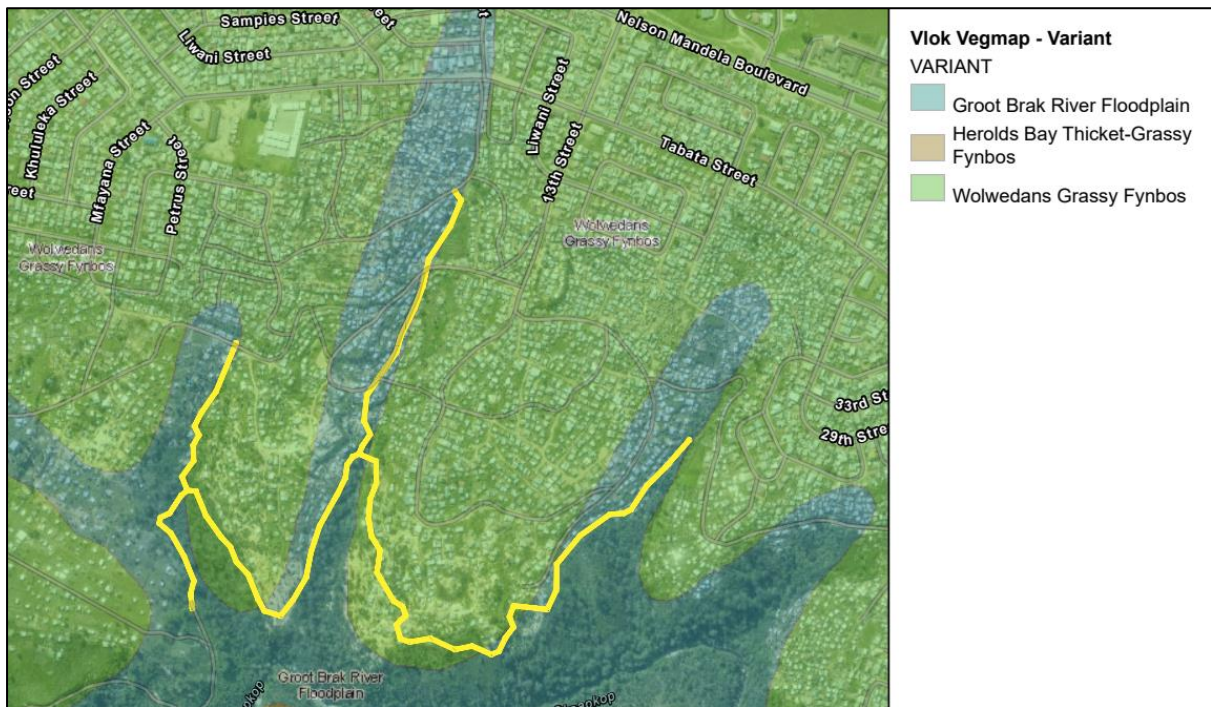 Sampies Street
Liwani Street
Khululeka Street
Mfayana Street
Petrus Street
Nelson Mandela Boulevard
Liwani Street
13th Street
Tabata Street
Wolwedans
Grassy Fynbos
Wolwedans
Grassy Fynbos
33rd St
29th Stre
Groot Brak River
Floodplain
Vlok Vegmap - Variant
VARIANT
Groot Brak River Floodplain
Herolds Bay Thicket-Grassy
Fynbos
Wolwedans Grassy Fynbos